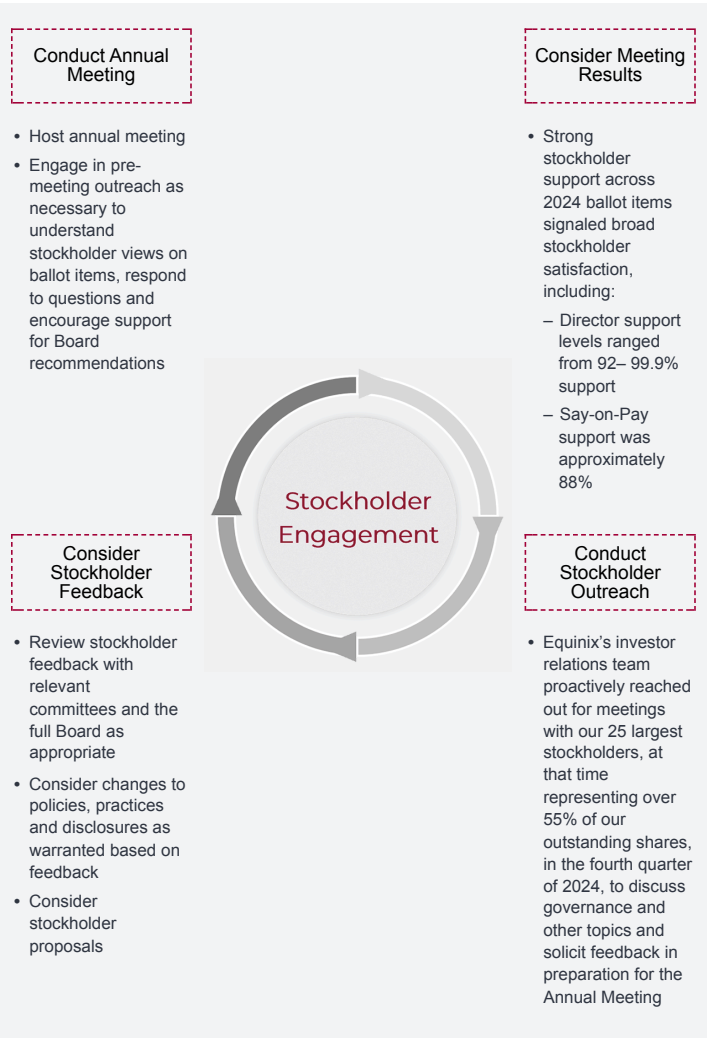 Conduct Annual
Meeting
• Host annual meeting
• Engage in pre-
meeting outreach as
necessary to
understand
stockholder views on
ballot items, respond
to questions and
encourage support
for Board
recommendations
Consider Meeting
Results
• Strong
stockholder
support across
2024 ballot items
signaled broad
stockholder
satisfaction,
including:
– Director support
levels ranged
from 92– 99.9%
support
– Say-on-Pay
support was
approximately
88%
Stockholder
Engagement
Consider
Stockholder
Feedback
• Review stockholder
feedback with
relevant
committees and the
full Board as
appropriate
• Consider changes to
policies, practices
and disclosures as
warranted based on
feedback
• Consider
stockholder
proposals
Conduct
Stockholder
Outreach
• Equinix’s investor
relations team
proactively reached
out for meetings
with our 25 largest
stockholders, at
that time
representing over
55% of our
outstanding shares,
in the fourth quarter
of 2024, to discuss
governance and
other topics and
solicit feedback in
preparation for the
Annual Meeting